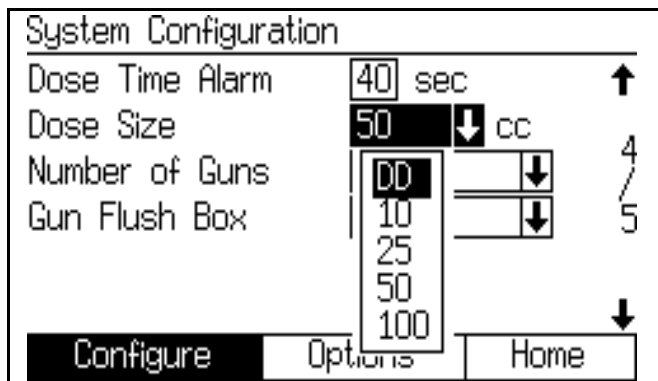 System Configuration
Dose Time Alarm 40 sec
Dose Size 50 cc
Number of Guns
Gun Flush Box
DD
10
25
50
100
4/5
Configure Options Home